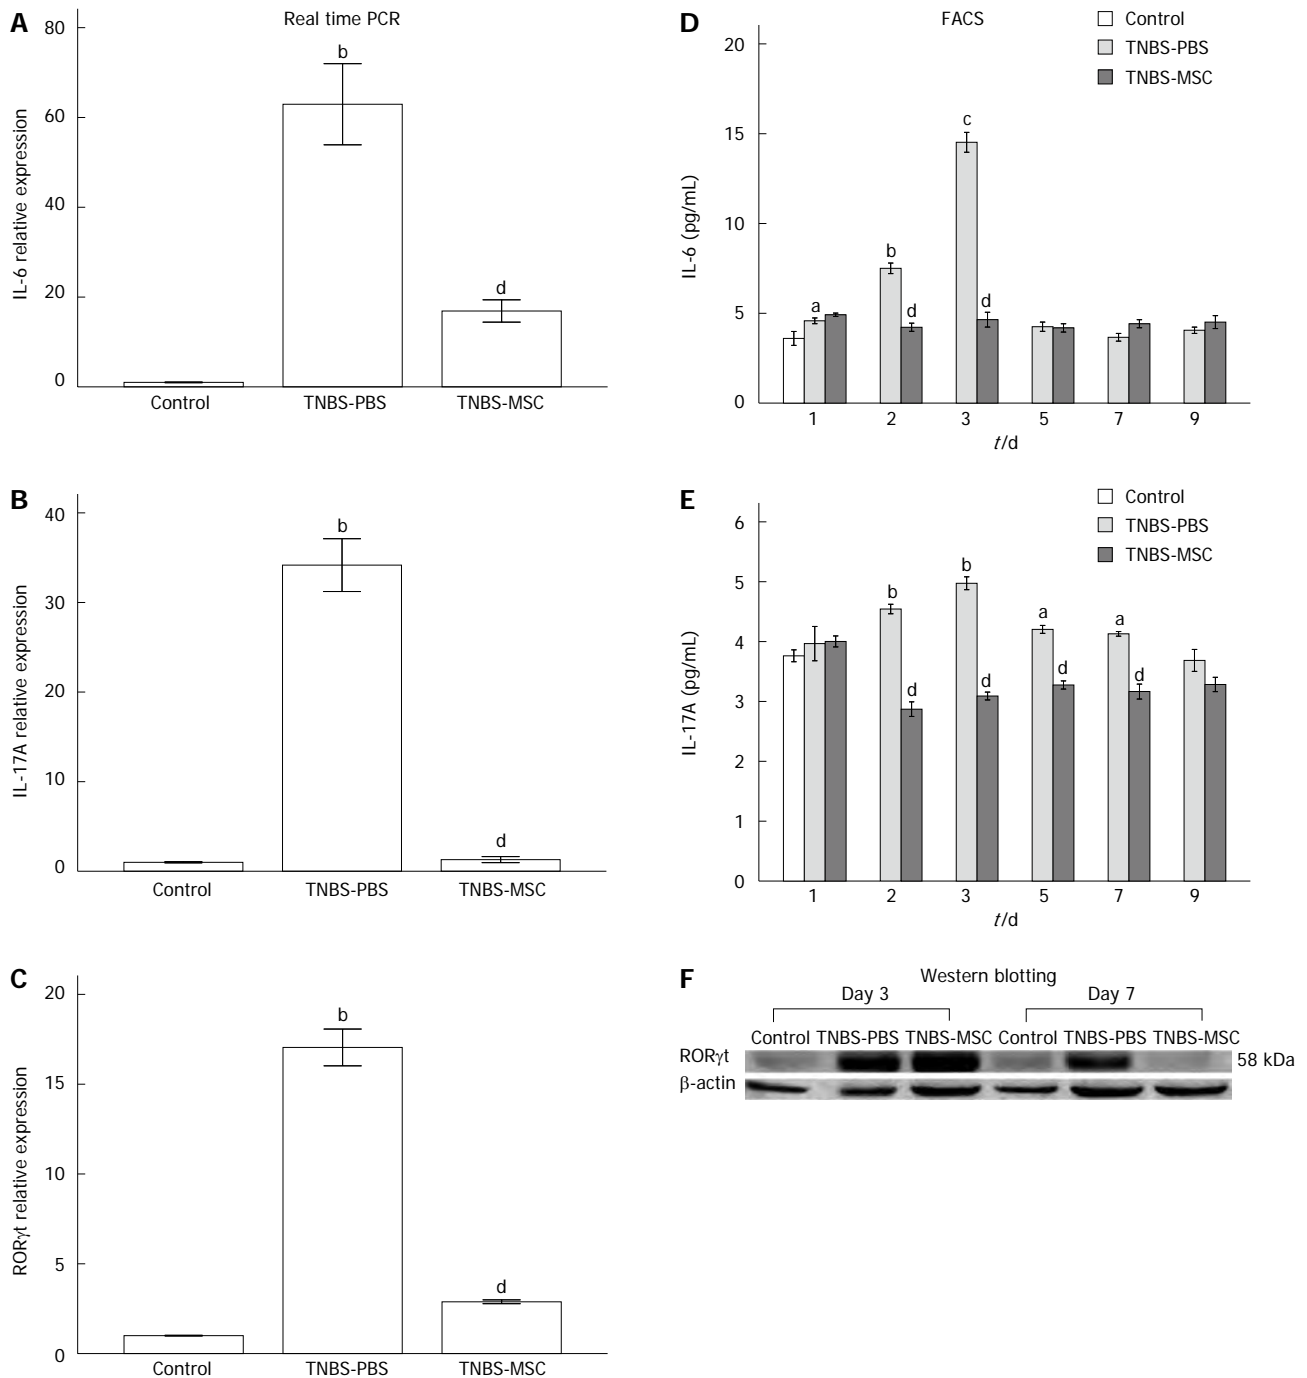 A
Real time PCR
IL-6 relative expression
80
60
40
20
0
b
d
Control
TNBS-PBS
TNBS-MSC
B
IL-17A relative expression
40
30
20
10
0
b
d
Control
TNBS-PBS
TNBS-MSC
C
RORγt relative expression
20
15
10
5
0
b
d
Control
TNBS-PBS
TNBS-MSC
D
FACS
Control
TNBS-PBS
TNBS-MSC
IL-6 (pg/mL)
20
15
10
5
0
a
b
d
c
d
1
2
3
5
7
9
t/d
E
Control
TNBS-PBS
TNBS-MSC
IL-17A (pg/mL)
6
5
4
3
2
1
0
b
d
b
d
a
d
a
d
1
2
3
5
7
9
t/d
F
Western blotting
Day 3
Day 7
Control TNBS-PBS TNBS-MSC Control TNBS-PBS TNBS-MSC
RORγt
58 kDa
β-actin